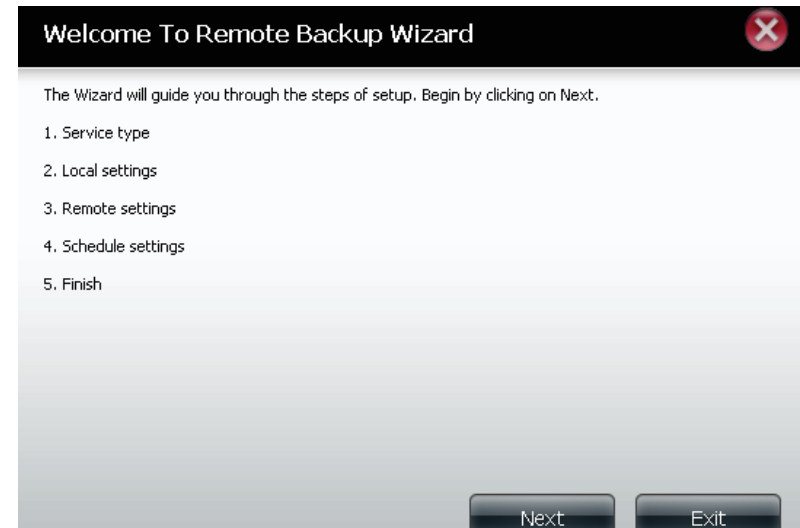 Welcome To Remote Backup Wizard
The Wizard will guide you through the steps of setup. Begin by clicking on Next.
1. Service type
2. Local settings
3. Remote settings
4. Schedule settings
5. Finish
Next
Exit